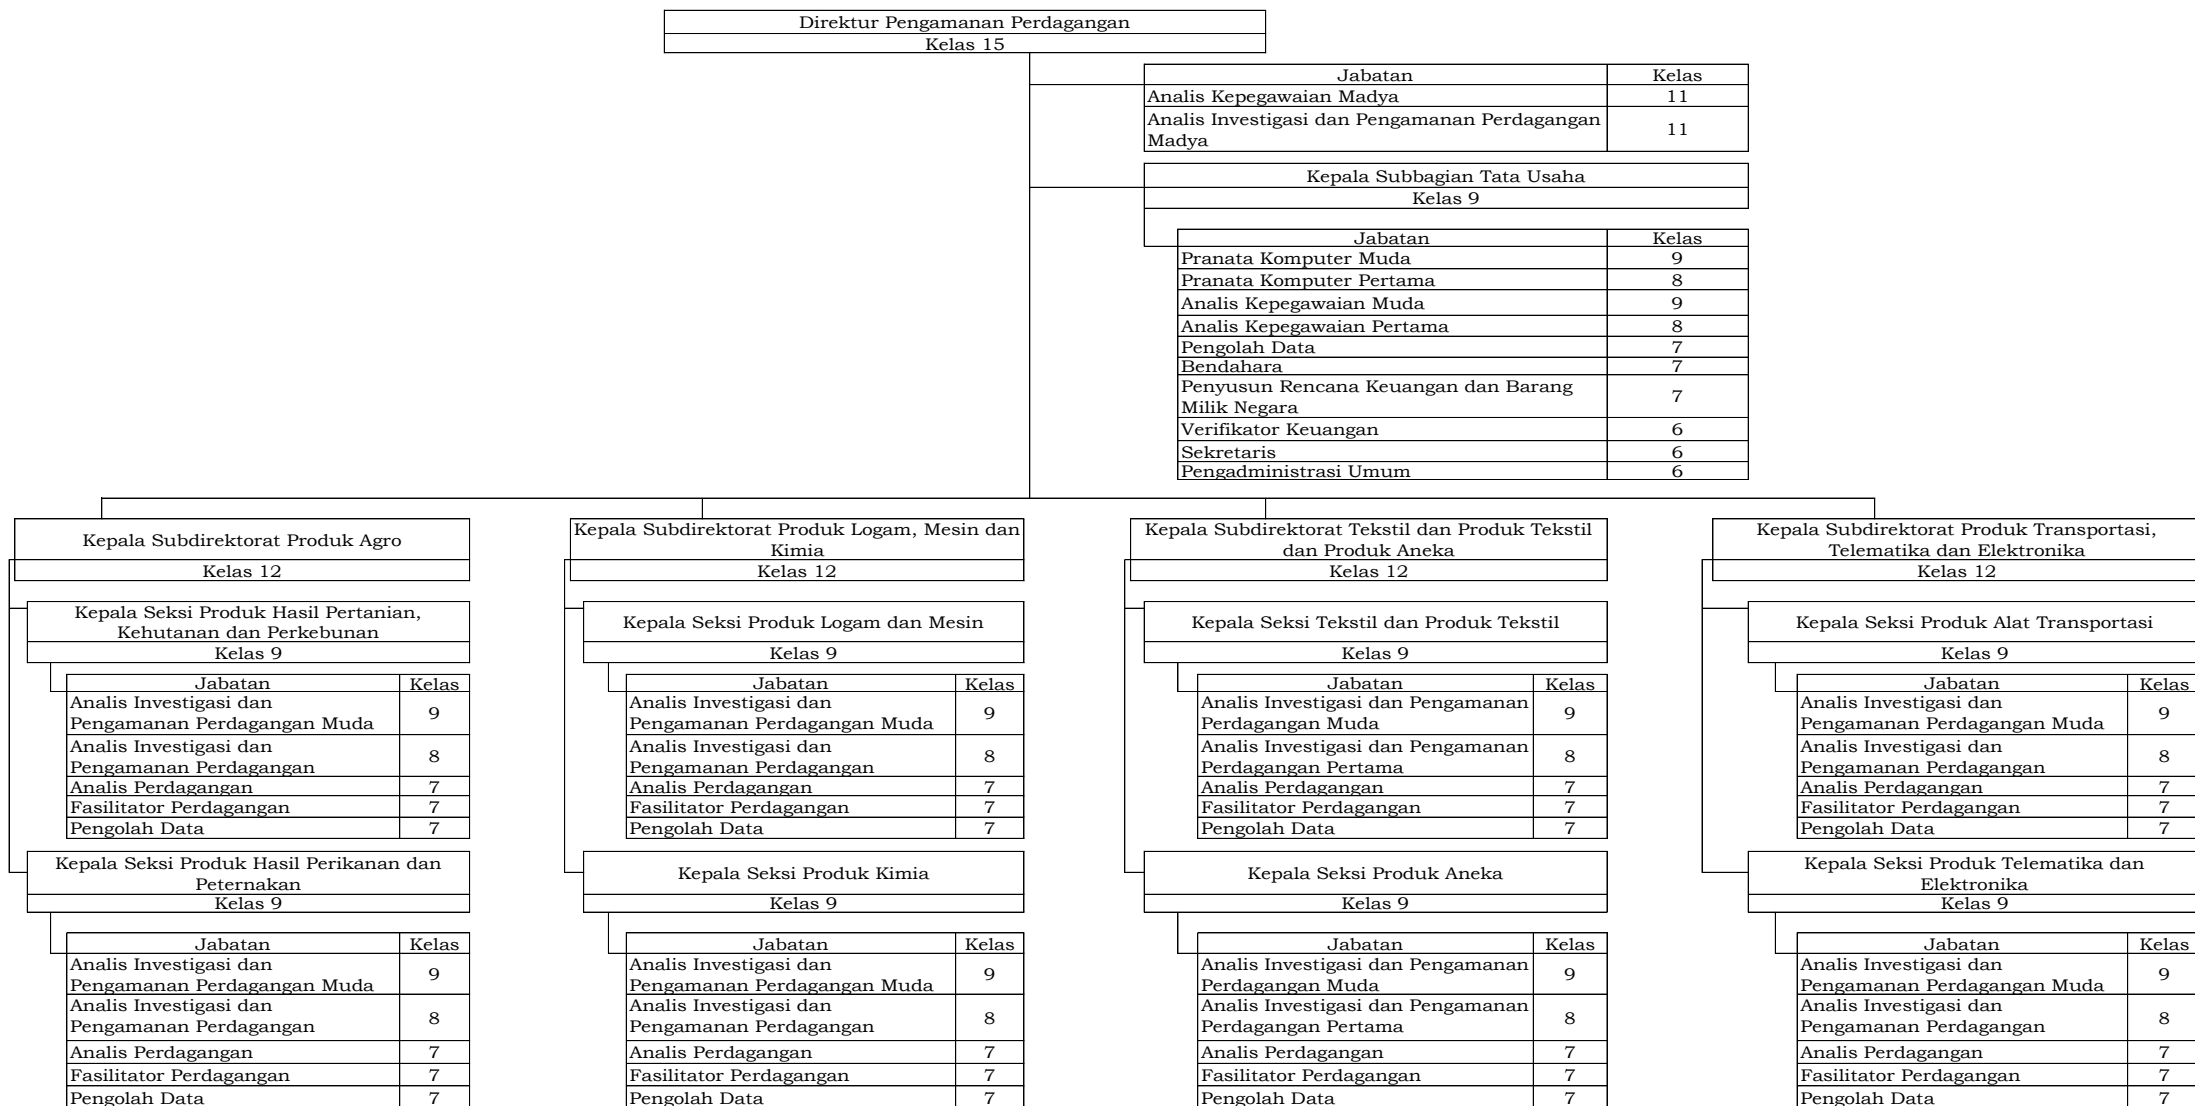 Direktur Pengamanan Perdagangan
Kelas 15
Jabatan Kelas
Analis Kepegawaian Madya 11
Analis Investigasi dan Pengamanan Perdagangan
Madya 11
Kepala Subbagian Tata Usaha
Kelas 9
Jabatan Kelas
Pranata Komputer Muda 9
Pranata Komputer Pertama 8
Analis Kepegawaian Muda 9
Analis Kepegawaian Pertama 8
Pengolah Data 7
Bendahara 7
Penyusun Rencana Keuangan dan Barang
Milik Negara 7
Verifikator Keuangan 6
Sekretaris 6
Pengadministrasi Umum 6
Kepala Subdirektorat Produk Agro
Kelas 12
Kepala Seksi Produk Hasil Pertanian,
Kehutanan dan Perkebunan
Kelas 9
Jabatan Kelas
Analis Investigasi dan
Pengamanan Perdagangan Muda 9
Analis Investigasi dan
Pengamanan Perdagangan 8
Analis Perdagangan 7
Fasilitator Perdagangan 7
Pengolah Data 7
Kepala Seksi Produk Hasil Perikanan dan
Peternakan
Kelas 9
Jabatan Kelas
Analis Investigasi dan
Pengamanan Perdagangan Muda 9
Analis Investigasi dan
Pengamanan Perdagangan 8
Analis Perdagangan 7
Fasilitator Perdagangan 7
Pengolah Data 7
Kepala Subdirektorat Produk Logam, Mesin dan
Kimia
Kelas 12
Kepala Seksi Produk Logam dan Mesin
Kelas 9
Jabatan Kelas
Analis Investigasi dan
Pengamanan Perdagangan Muda 9
Analis Investigasi dan
Pengamanan Perdagangan 8
Analis Perdagangan 7
Fasilitator Perdagangan 7
Pengolah Data 7
Kepala Seksi Produk Kimia
Kelas 9
Jabatan Kelas
Analis Investigasi dan
Pengamanan Perdagangan Muda 9
Analis Investigasi dan
Pengamanan Perdagangan 8
Analis Perdagangan 7
Fasilitator Perdagangan 7
Pengolah Data 7
Kepala Subdirektorat Tekstil dan Produk Tekstil
dan Produk Aneka
Kelas 12
Kepala Seksi Tekstil dan Produk Tekstil
Kelas 9
Jabatan Kelas
Analis Investigasi dan Pengamanan
Perdagangan Muda 9
Analis Investigasi dan Pengamanan
Perdagangan Pertama 8
Analis Perdagangan 7
Fasilitator Perdagangan 7
Pengolah Data 7
Kepala Seksi Produk Aneka
Kelas 9
Jabatan Kelas
Analis Investigasi dan Pengamanan
Perdagangan Muda 9
Analis Investigasi dan Pengamanan
Perdagangan Pertama 8
Analis Perdagangan 7
Fasilitator Perdagangan 7
Pengolah Data 7
Kepala Subdirektorat Produk Transportasi,
Telematika dan Elektronika
Kelas 12
Kepala Seksi Produk Alat Transportasi
Kelas 9
Jabatan Kelas
Analis Investigasi dan
Pengamanan Perdagangan Muda 9
Analis Investigasi dan
Pengamanan Perdagangan 8
Analis Perdagangan 7
Fasilitator Perdagangan 7
Pengolah Data 7
Kepala Seksi Produk Telematika dan
Elektronika
Kelas 9
Jabatan Kelas
Analis Investigasi dan
Pengamanan Perdagangan Muda 9
Analis Investigasi dan
Pengamanan Perdagangan 8
Analis Perdagangan 7
Fasilitator Perdagangan 7
Pengolah Data 7